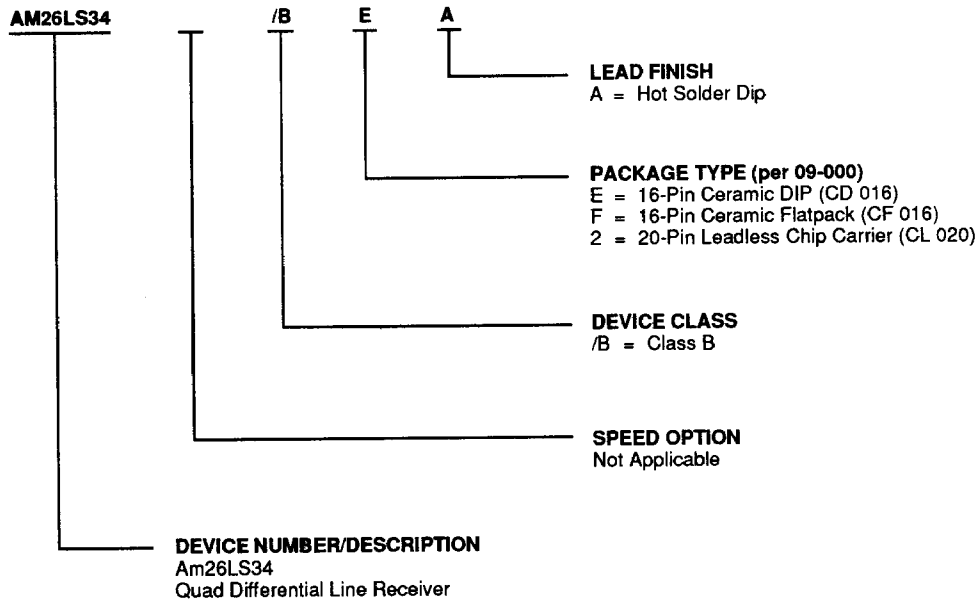 AM26LS34 /B E A
LEAD FINISH
A = Hot Solder Dip
PACKAGE TYPE (per 09-000)
E = 16-Pin Ceramic DIP (CD 016)
F = 16-Pin Ceramic Flatpack (CF 016)
2 = 20-Pin Leadless Chip Carrier (CL 020)
DEVICE CLASS
/B = Class B
SPEED OPTION
Not Applicable
DEVICE NUMBER/DESCRIPTION
Am26LS34
Quad Differential Line Receiver